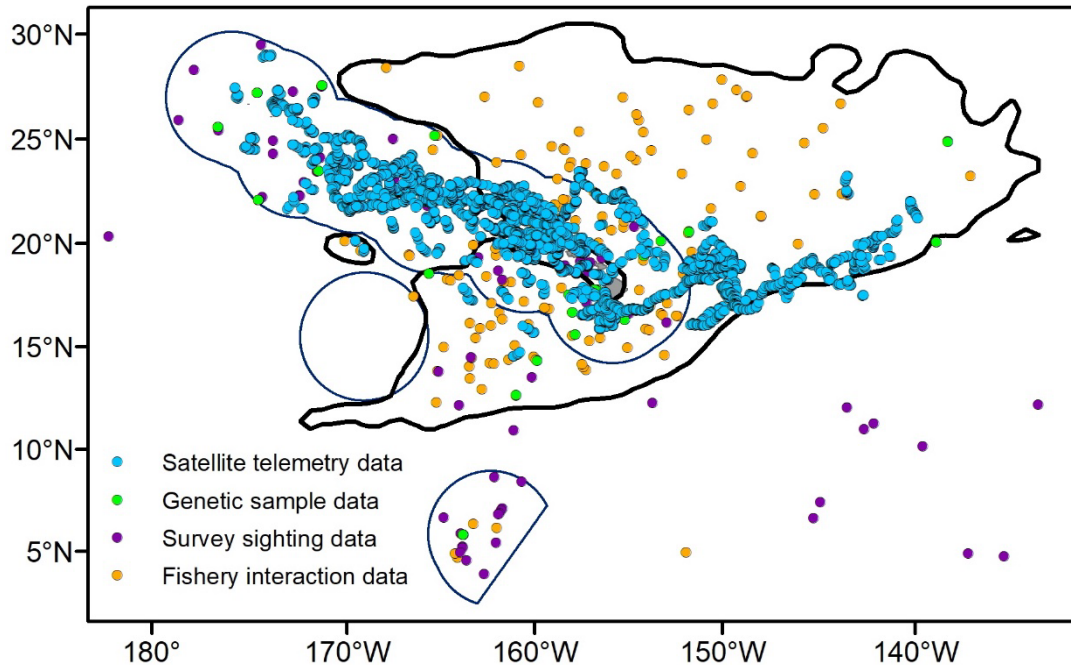 30°N
25°N
20°N
15°N
10°N
5°N
Satellite telemetry data
Genetic sample data
Survey sighting data
Fishery interaction data
180° 170°W 160°W 150°W 140°W